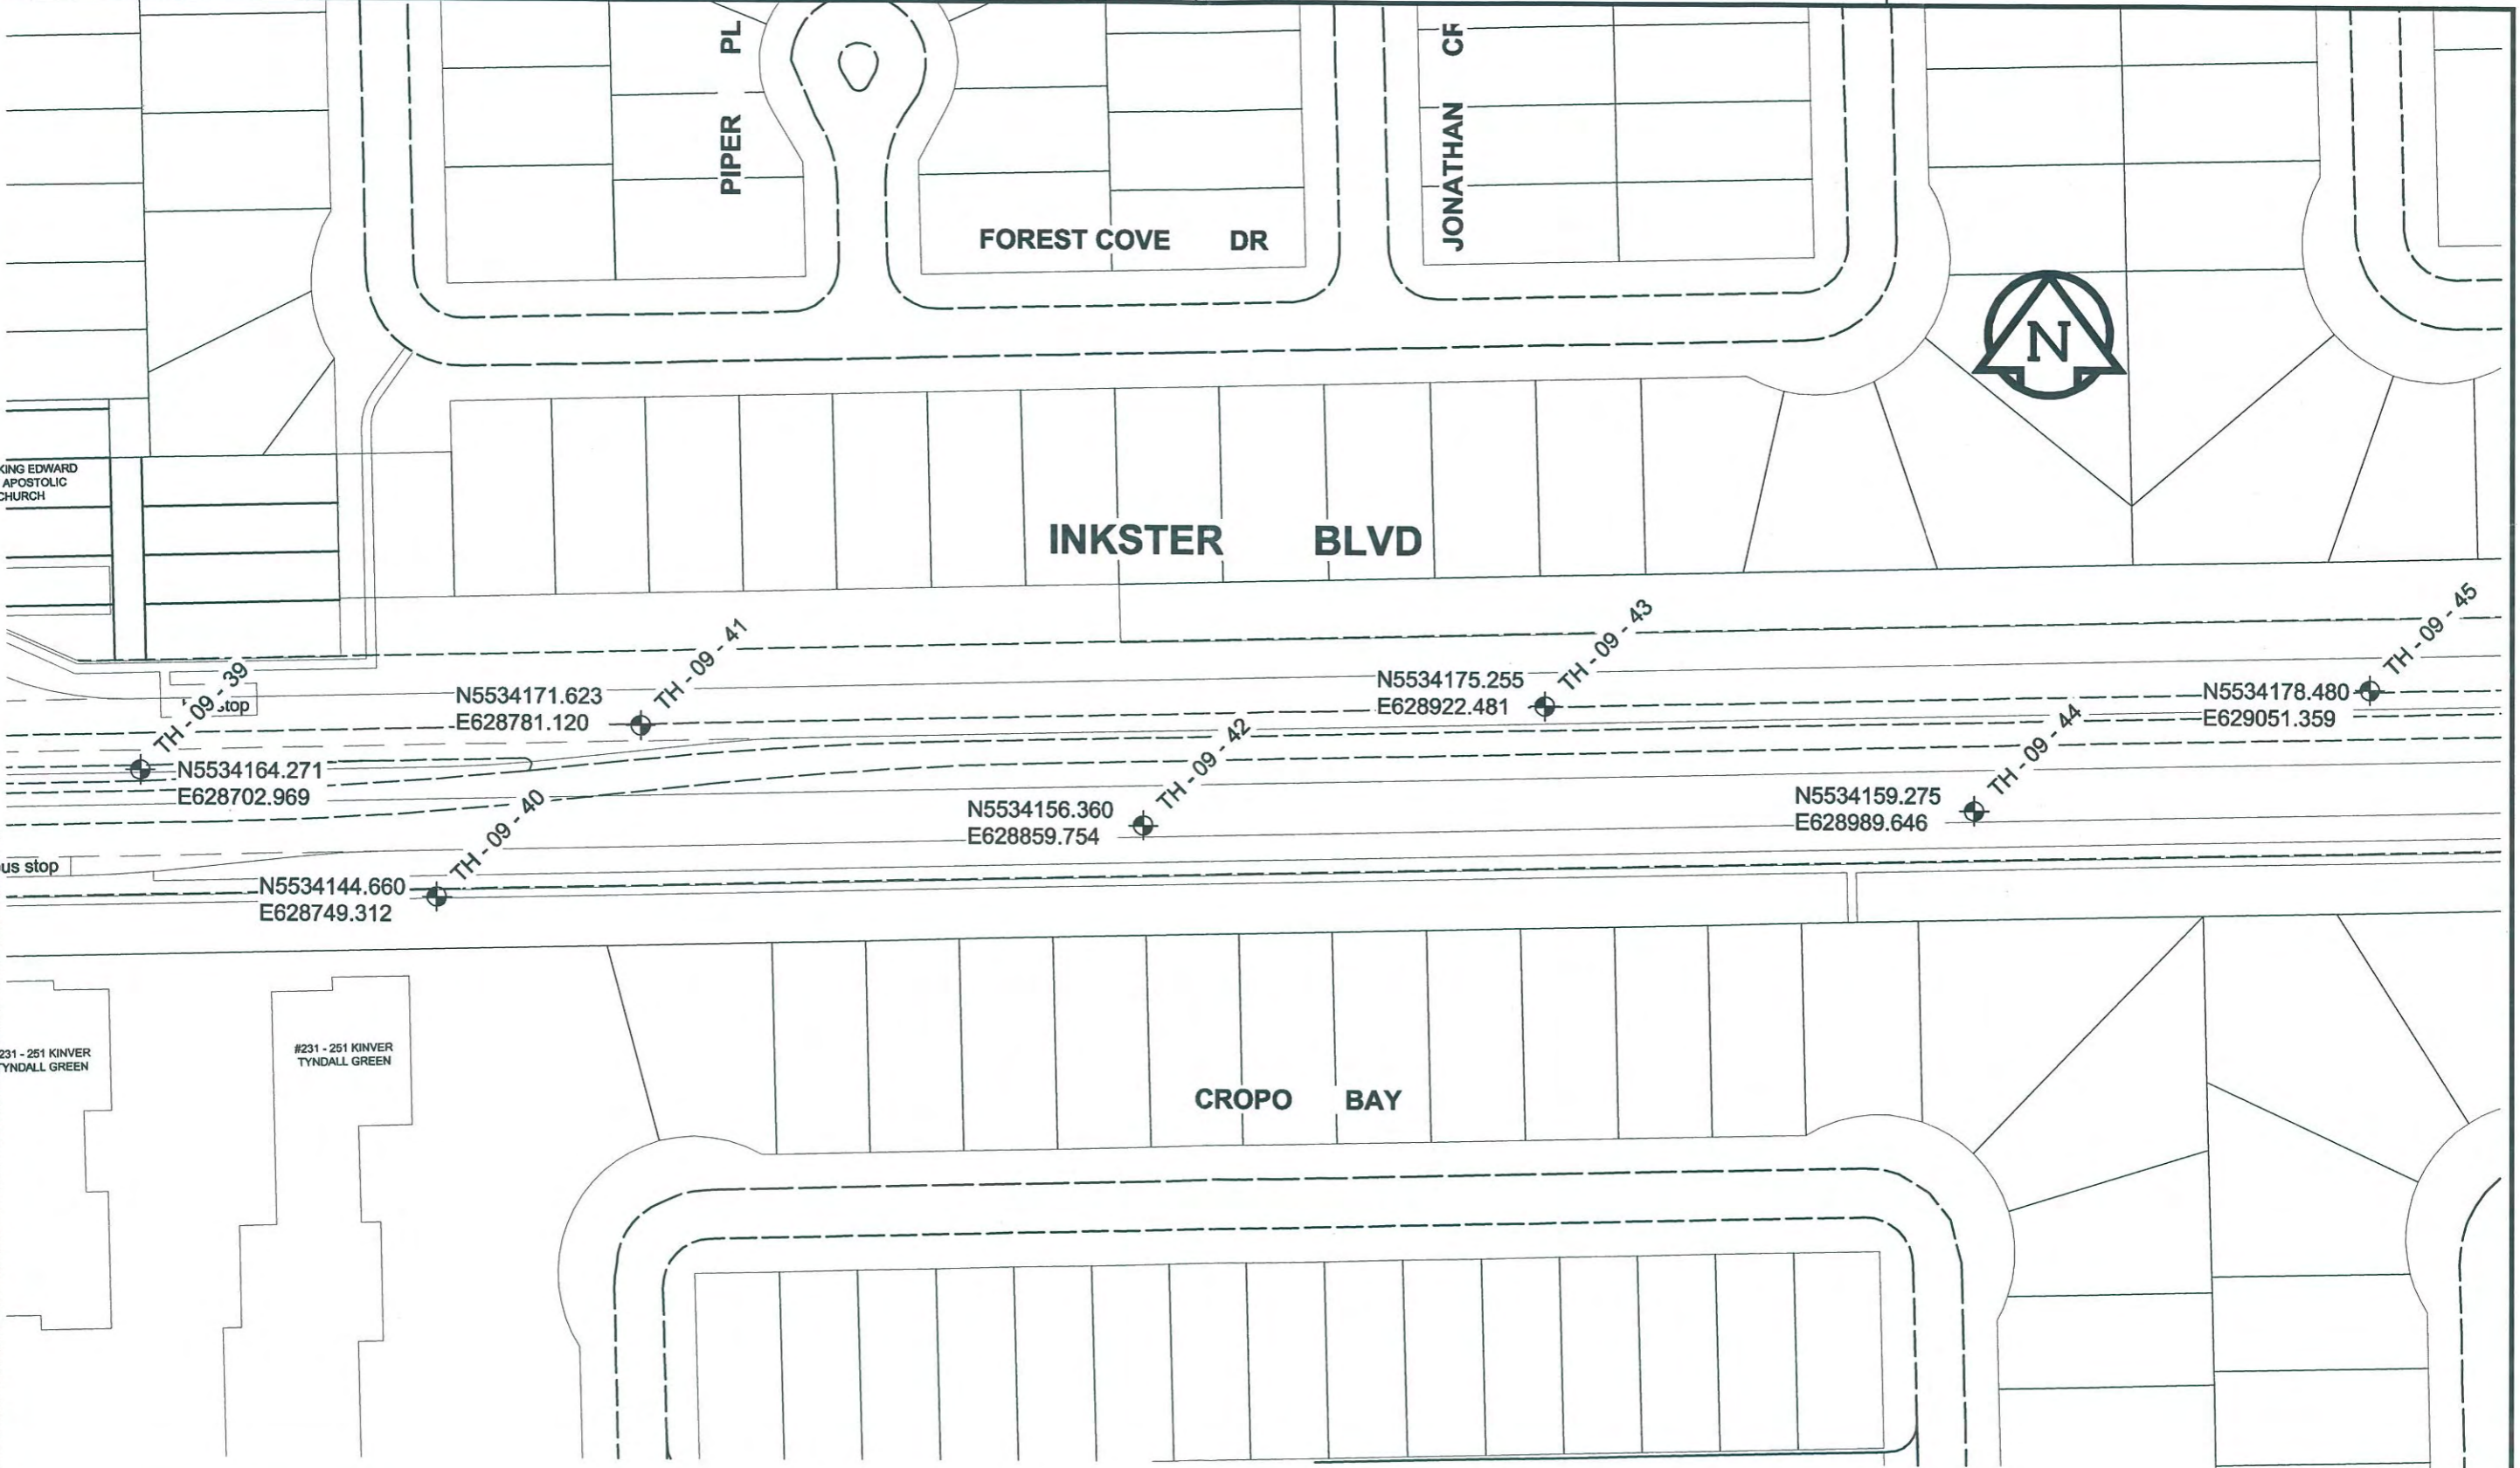 PIPER PL
JONATHAN CR
FOREST COVE DR
N
KING EDWARD
APOSTOLIC
CHURCH
INKSTER BLVD
TH - 09 - 39
TH - 09 - 41
TH - 09 - 43
TH - 09 - 45
stop
N5534171.623
E628781.120
N5534175.255
E628922.481
N5534178.480
E629051.359
TH - 09 - 40
TH - 09 - 42
TH - 09 - 44
N5534164.271
E628702.969
N5534156.360
E628859.754
N5534159.275
E628989.646
us stop
N5534144.660
E628749.312
231 - 251 KINVER
TYNDALL GREEN
#231 - 251 KINVER
TYNDALL GREEN
CROPO BAY